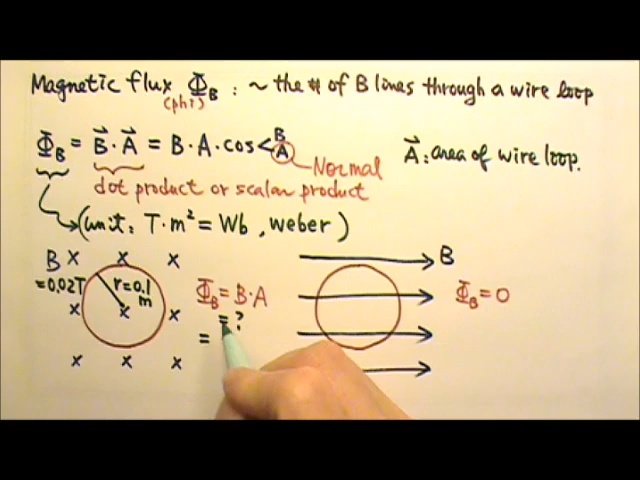 Magnetic flux Φ_B : ~ the # of B lines through a wire loop
(phi)
Φ_B = B⃗ · A⃗ = B · A · cos∠ B A
Normal
A⃗ : area of wire loop.
dot product or scalar product
(unit: T·m² = Wb, weber)
B x x x
= 0.02T r = 0.1 m
x x x
x x x
Φ_B = B·A
= ?
=
B
Φ_B = 0